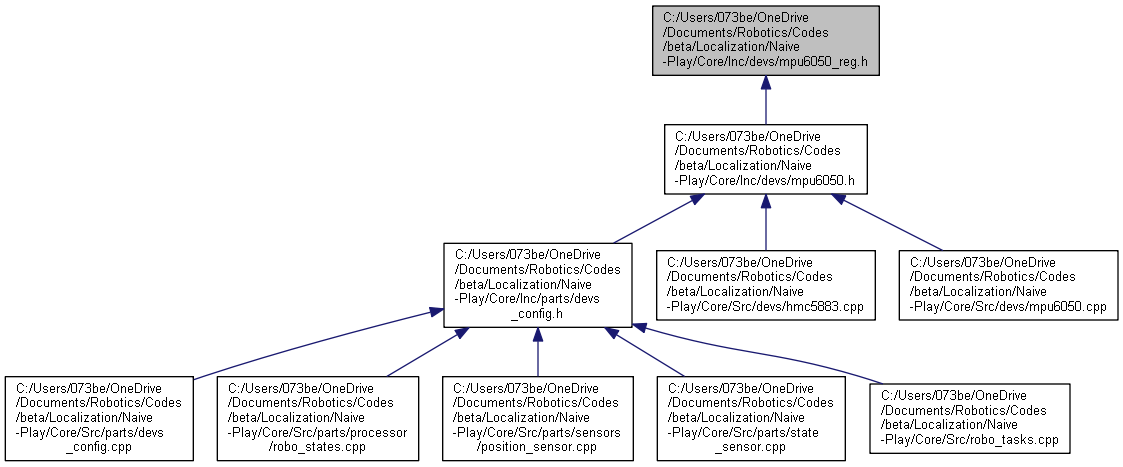 C:/Users/073be/OneDrive
/Documents/Robotics/Codes
/beta/Localization/Naive
-Play/Core/Inc/devs/mpu6050_reg.h
C:/Users/073be/OneDrive
/Documents/Robotics/Codes
/beta/Localization/Naive
-Play/Core/Inc/devs/mpu6050.h
C:/Users/073be/OneDrive
/Documents/Robotics/Codes
/beta/Localization/Naive
-Play/Core/Inc/parts/devs
_config.h
C:/Users/073be/OneDrive
/Documents/Robotics/Codes
/beta/Localization/Naive
-Play/Core/Src/devs/hmc5883.cpp
C:/Users/073be/OneDrive
/Documents/Robotics/Codes
/beta/Localization/Naive
-Play/Core/Src/devs/mpu6050.cpp
C:/Users/073be/OneDrive
/Documents/Robotics/Codes
/beta/Localization/Naive
-Play/Core/Src/parts/devs
_config.cpp
C:/Users/073be/OneDrive
/Documents/Robotics/Codes
/beta/Localization/Naive
-Play/Core/Src/parts/processor
/robo_states.cpp
C:/Users/073be/OneDrive
/Documents/Robotics/Codes
/beta/Localization/Naive
-Play/Core/Src/parts/sensors
/position_sensor.cpp
C:/Users/073be/OneDrive
/Documents/Robotics/Codes
/beta/Localization/Naive
-Play/Core/Src/parts/state
_sensor.cpp
C:/Users/073be/OneDrive
/Documents/Robotics/Codes
/beta/Localization/Naive
-Play/Core/Src/robo_tasks.cpp